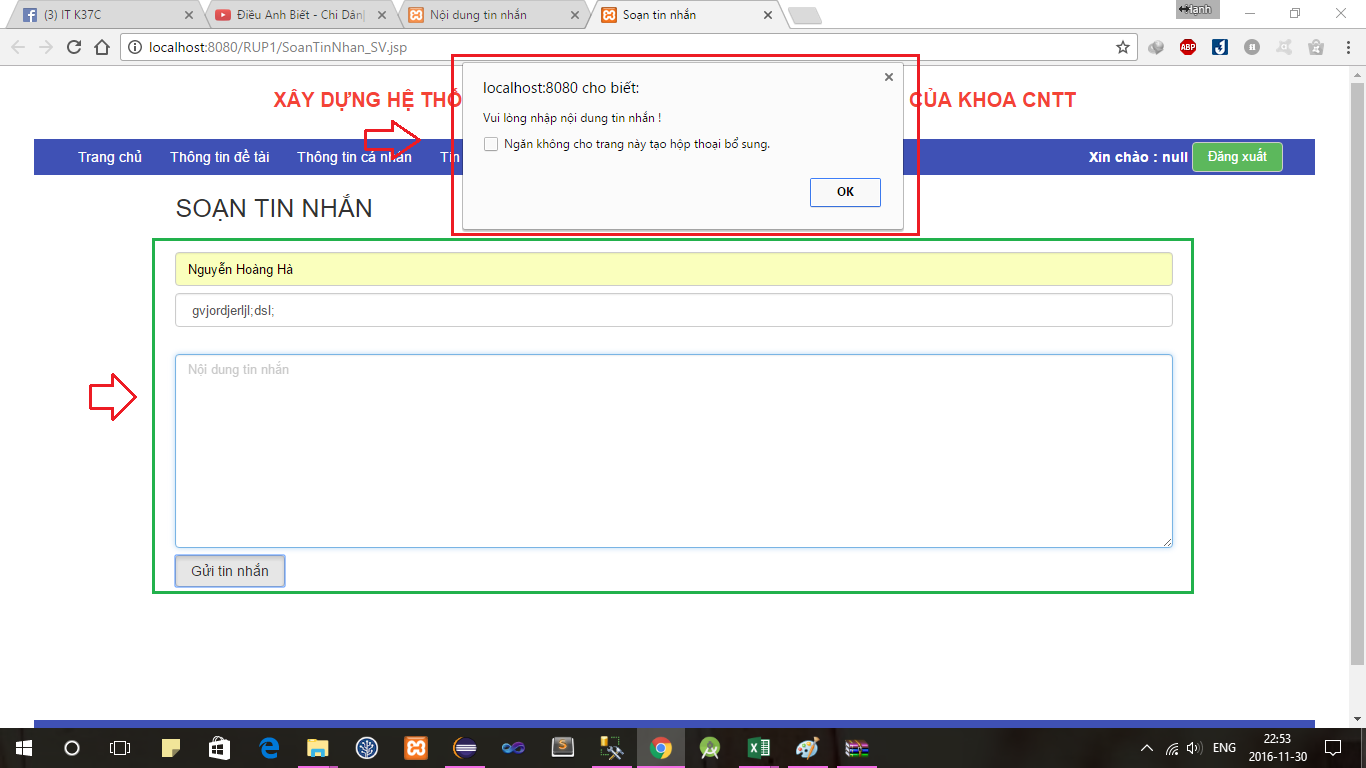 (3) IT K37C
Điều Anh Biết - Chi Dân|
Nội dung tin nhắn
Soạn tin nhắn
localhost:8080/RUP1/SoanTinNhan_SV.jsp
ABP
XÂY DỰNG HỆ THỐ
CỦA KHOA CNTT
localhost:8080 cho biết:
Vui lòng nhập nội dung tin nhắn !
Ngăn không cho trang này tạo hộp thoại bổ sung.
OK
Trang chủ Thông tin đề tài Thông tin cá nhân Tin
Xin chào : null Đăng xuất
SOẠN TIN NHẮN
Nguyễn Hoàng Hà
gvjordjerljl;dsl;
Nội dung tin nhắn
Gửi tin nhắn
ENG
22:53
2016-11-30